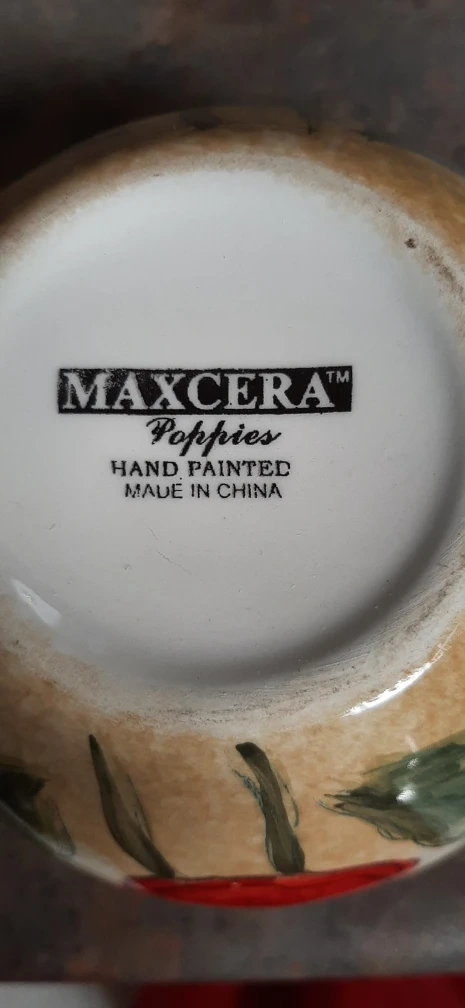 MAXCERA™
Poppies
HAND PAINTED
MADE IN CHINA